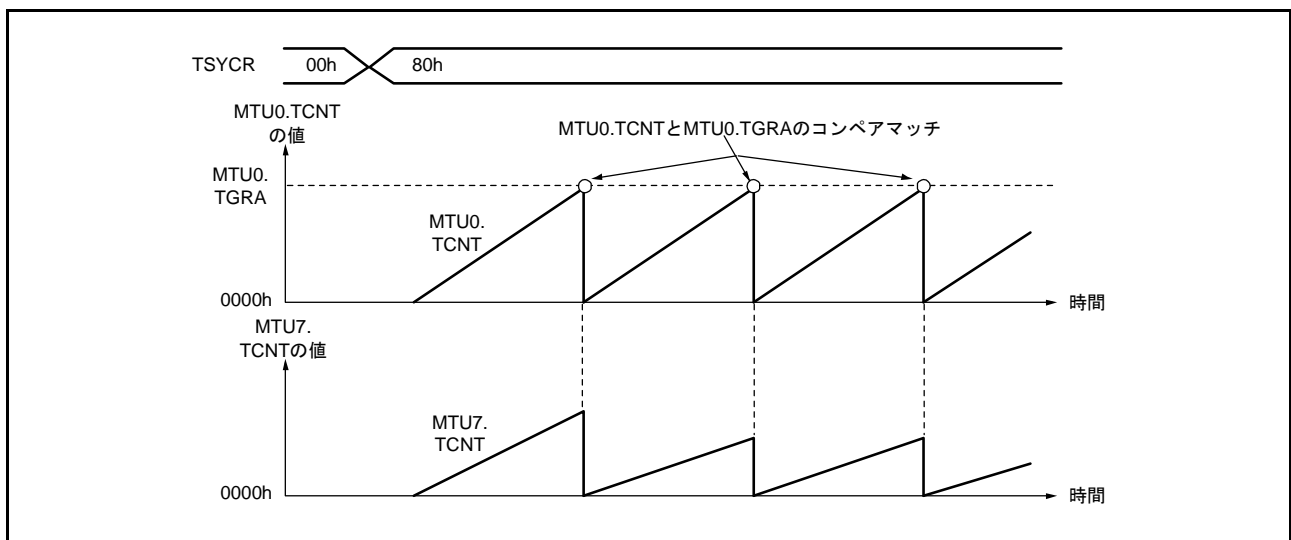 TSYCR 00h 80h
MTU0.TCNT
の値
MTU0.TCNTとMTU0.TGRAのコンペアマッチ
MTU0.
TGRA
MTU0.
TCNT
0000h
時間
MTU7.
TCNTの値
MTU7.
TCNT
0000h
時間